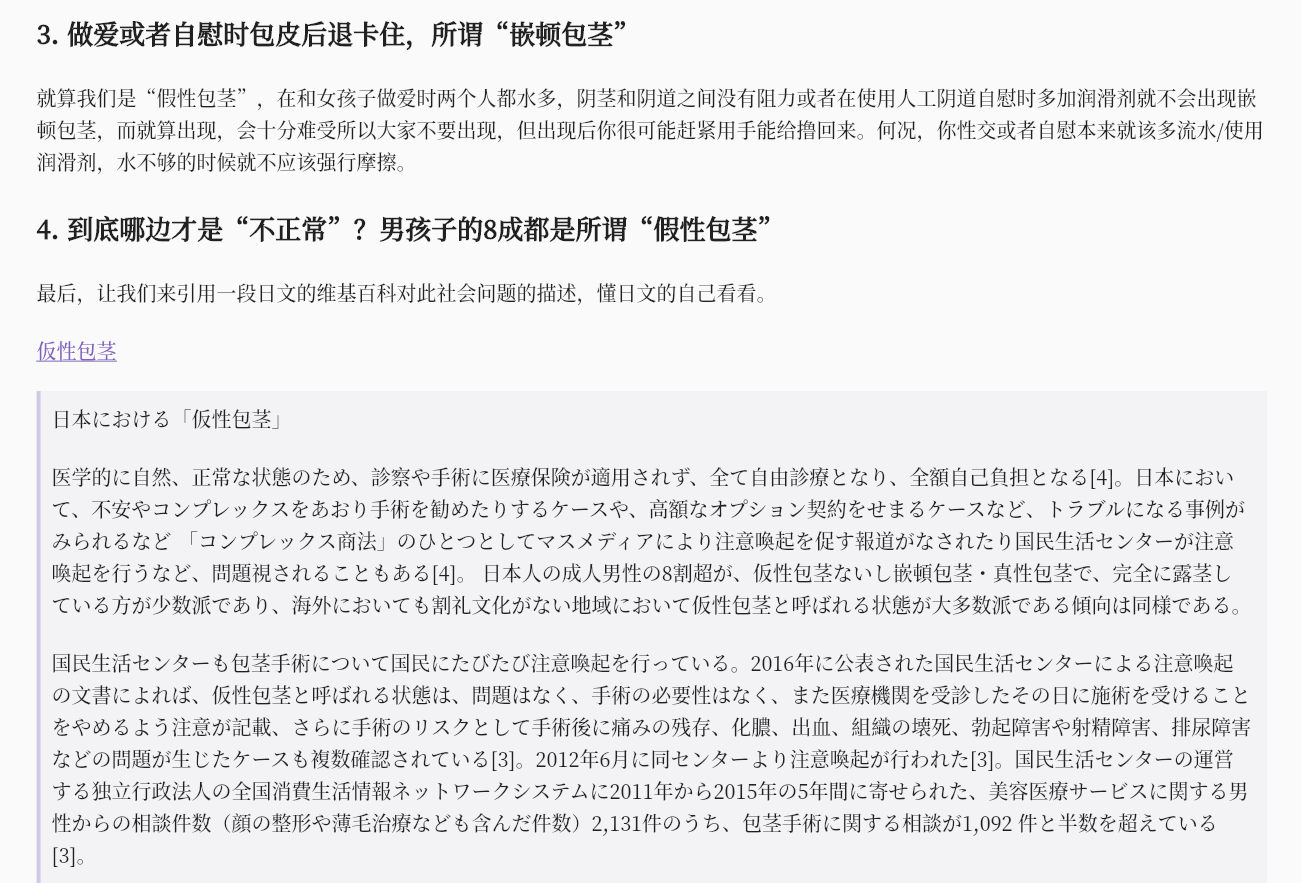 3. 做爱或者自慰时包皮后退卡住，所谓“嵌顿包茎”
就算我们是“假性包茎”，在和女孩子做爱时两个人都水多，阴茎和阴道之间没有阻力或者在使用人工阴道自慰时多加润滑剂就不会出现嵌
顿包茎，而就算出现，会十分难受所以大家不要出现，但出现后你很可能赶紧用手能给撸回来。何况，你性交或者自慰本来就该多流水/使用
润滑剂，水不够的时候就不应该强行摩擦。
4. 到底哪边才是“不正常”？男孩子的8成都是所谓“假性包茎”
最后，让我们来引用一段日文的维基百科对此社会问题的描述，懂日文的自己看看。
仮性包茎
日本における「仮性包茎」
医学的に自然、正常な状態のため、診察や手術に医療保険が適用されず、全て自由診療となり、全額自己負担となる[4]。日本におい
て、不安やコンプレックスをあおり手術を勧めたりするケースや、高額なオプション契約をせまるケースなど、トラブルになる事例が
みられるなど 「コンプレックス商法」のひとつとしてマスメディアにより注意喚起を促す報道がなされたり国民生活センターが注意
喚起を行うなど、問題視されることもある[4]。 日本人の成人男性の8割超が、仮性包茎ないし嵌頓包茎・真性包茎で、完全に露茎し
ている方が少数派であり、海外においても割礼文化がない地域において仮性包茎と呼ばれる状態が大多数派である傾向は同様である。
国民生活センターも包茎手術について国民にたびたび注意喚起を行っている。2016年に公表された国民生活センターによる注意喚起
の文書によれば、仮性包茎と呼ばれる状態は、問題はなく、手術の必要性はなく、また医療機関を受診したその日に施術を受けること
をやめるよう注意が記載、さらに手術のリスクとして手術後に痛みの残存、化膿、出血、組織の壊死、勃起障害や射精障害、排尿障害
などの問題が生じたケースも複数確認されている[3]。2012年6月に同センターより注意喚起が行われた[3]。国民生活センターの運営
する独立行政法人の全国消費生活情報ネットワークシステムに2011年から2015年の5年間に寄せられた、美容医療サービスに関する男
性からの相談件数（顔の整形や薄毛治療なども含んだ件数）2,131件のうち、包茎手術に関する相談が1,092 件と半数を超えている
[3]。